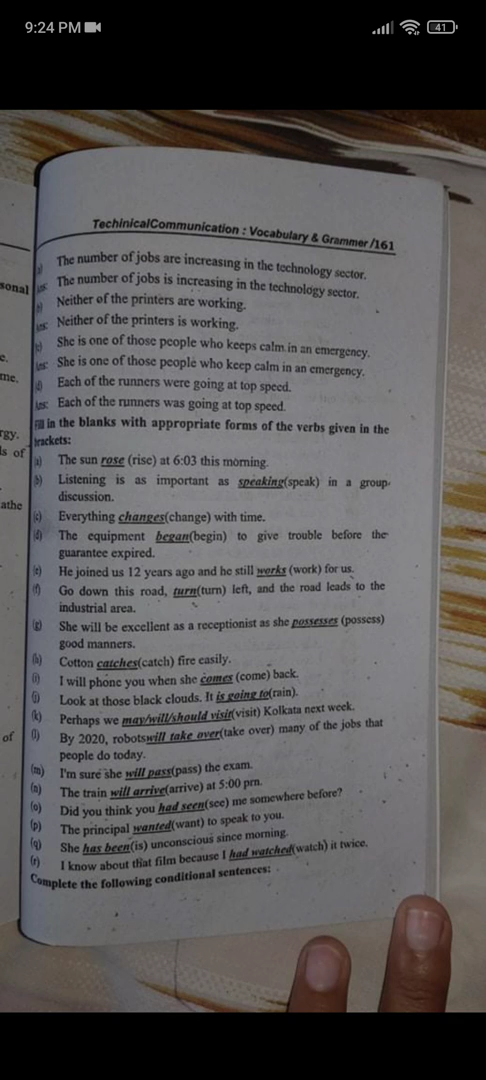 9:24 PM
41
TechinicalCommunication : Vocabulary & Grammer /161
The number of jobs are increasing in the technology sector.
Ans: The number of jobs is increasing in the technology sector.
Neither of the printers are working.
Ans: Neither of the printers is working.
(c) She is one of those people who keeps calm in an emergency.
Ans: She is one of those people who keep calm in an emergency.
(d) Each of the runners were going at top speed.
Ans: Each of the runners was going at top speed.
Fill in the blanks with appropriate forms of the verbs given in the
brackets:
(a) The sun rose (rise) at 6:03 this morning.
(b) Listening is as important as speaking(speak) in a group
discussion.
(c) Everything changes(change) with time.
(d) The equipment began(begin) to give trouble before the
guarantee expired.
(e) He joined us 12 years ago and he still works (work) for us.
(f) Go down this road, turn(turn) left, and the road leads to the
industrial area.
(g) She will be excellent as a receptionist as she possesses (possess)
good manners.
(h) Cotton catches(catch) fire easily.
(i) I will phone you when she comes (come) back.
(j) Look at those black clouds. It is going to(rain).
(k) Perhaps we may/will/should visit(visit) Kolkata next week.
(l) By 2020, robotswill take over(take over) many of the jobs that
people do today.
(m) I'm sure she will pass(pass) the exam.
(n) The train will arrive(arrive) at 5:00 pm.
(o) Did you think you had seen(see) me somewhere before?
(p) The principal wanted(want) to speak to you.
(q) She has been(is) unconscious since morning.
(r) I know about that film because I had watched(watch) it twice.
Complete the following conditional sentences:
sonal
e.
me.
rgy.
ls of
athe
of